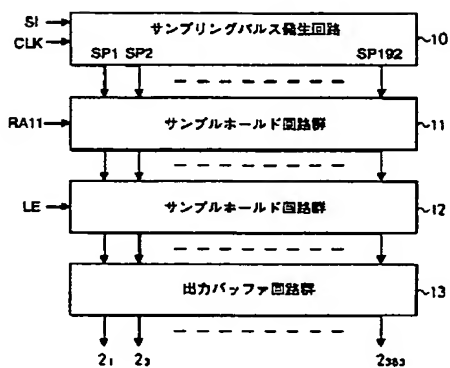 SI
CLK
サンプリングパルス発生回路
10
SP1 SP2 SP192
RA11
サンプルホールド回路群
11
LE
サンプルホールド回路群
12
出力バッファ回路群
13
2₁ 2₃ 2₃₈₃